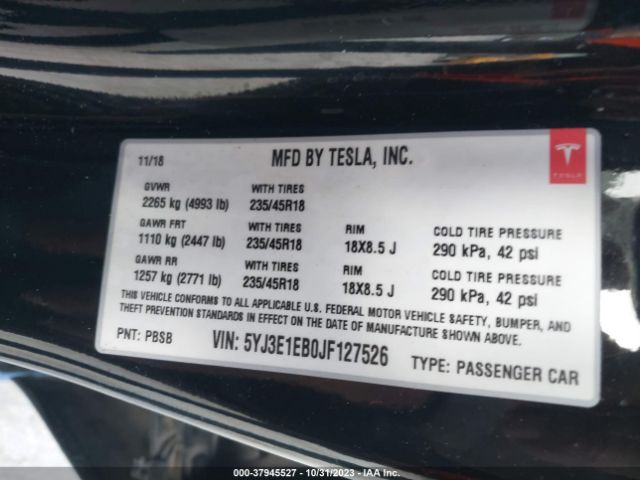 11/18 MFD BY TESLA, INC.
TESLA
GVWR WITH TIRES
2265 kg (4993 lb) 235/45R18
GAWR FRT WITH TIRES RIM COLD TIRE PRESSURE
1110 kg (2447 lb) 235/45R18 18X8.5 J 290 kPa, 42 psi
GAWR RR WITH TIRES RIM COLD TIRE PRESSURE
1257 kg (2771 lb) 235/45R18 18X8.5 J 290 kPa, 42 psi
THIS VEHICLE CONFORMS TO ALL APPLICABLE U.S. FEDERAL MOTOR VEHICLE SAFETY, BUMPER, AND
THEFT PREVENTION STANDARDS IN EFFECT ON THE DATE OF MANUFACTURE SHOWN ABOVE.
PNT: PBSB VIN: 5YJ3E1EB0JF127526 TYPE: PASSENGER CAR
000-37945527 - 10/31/2023 - IAA Inc.